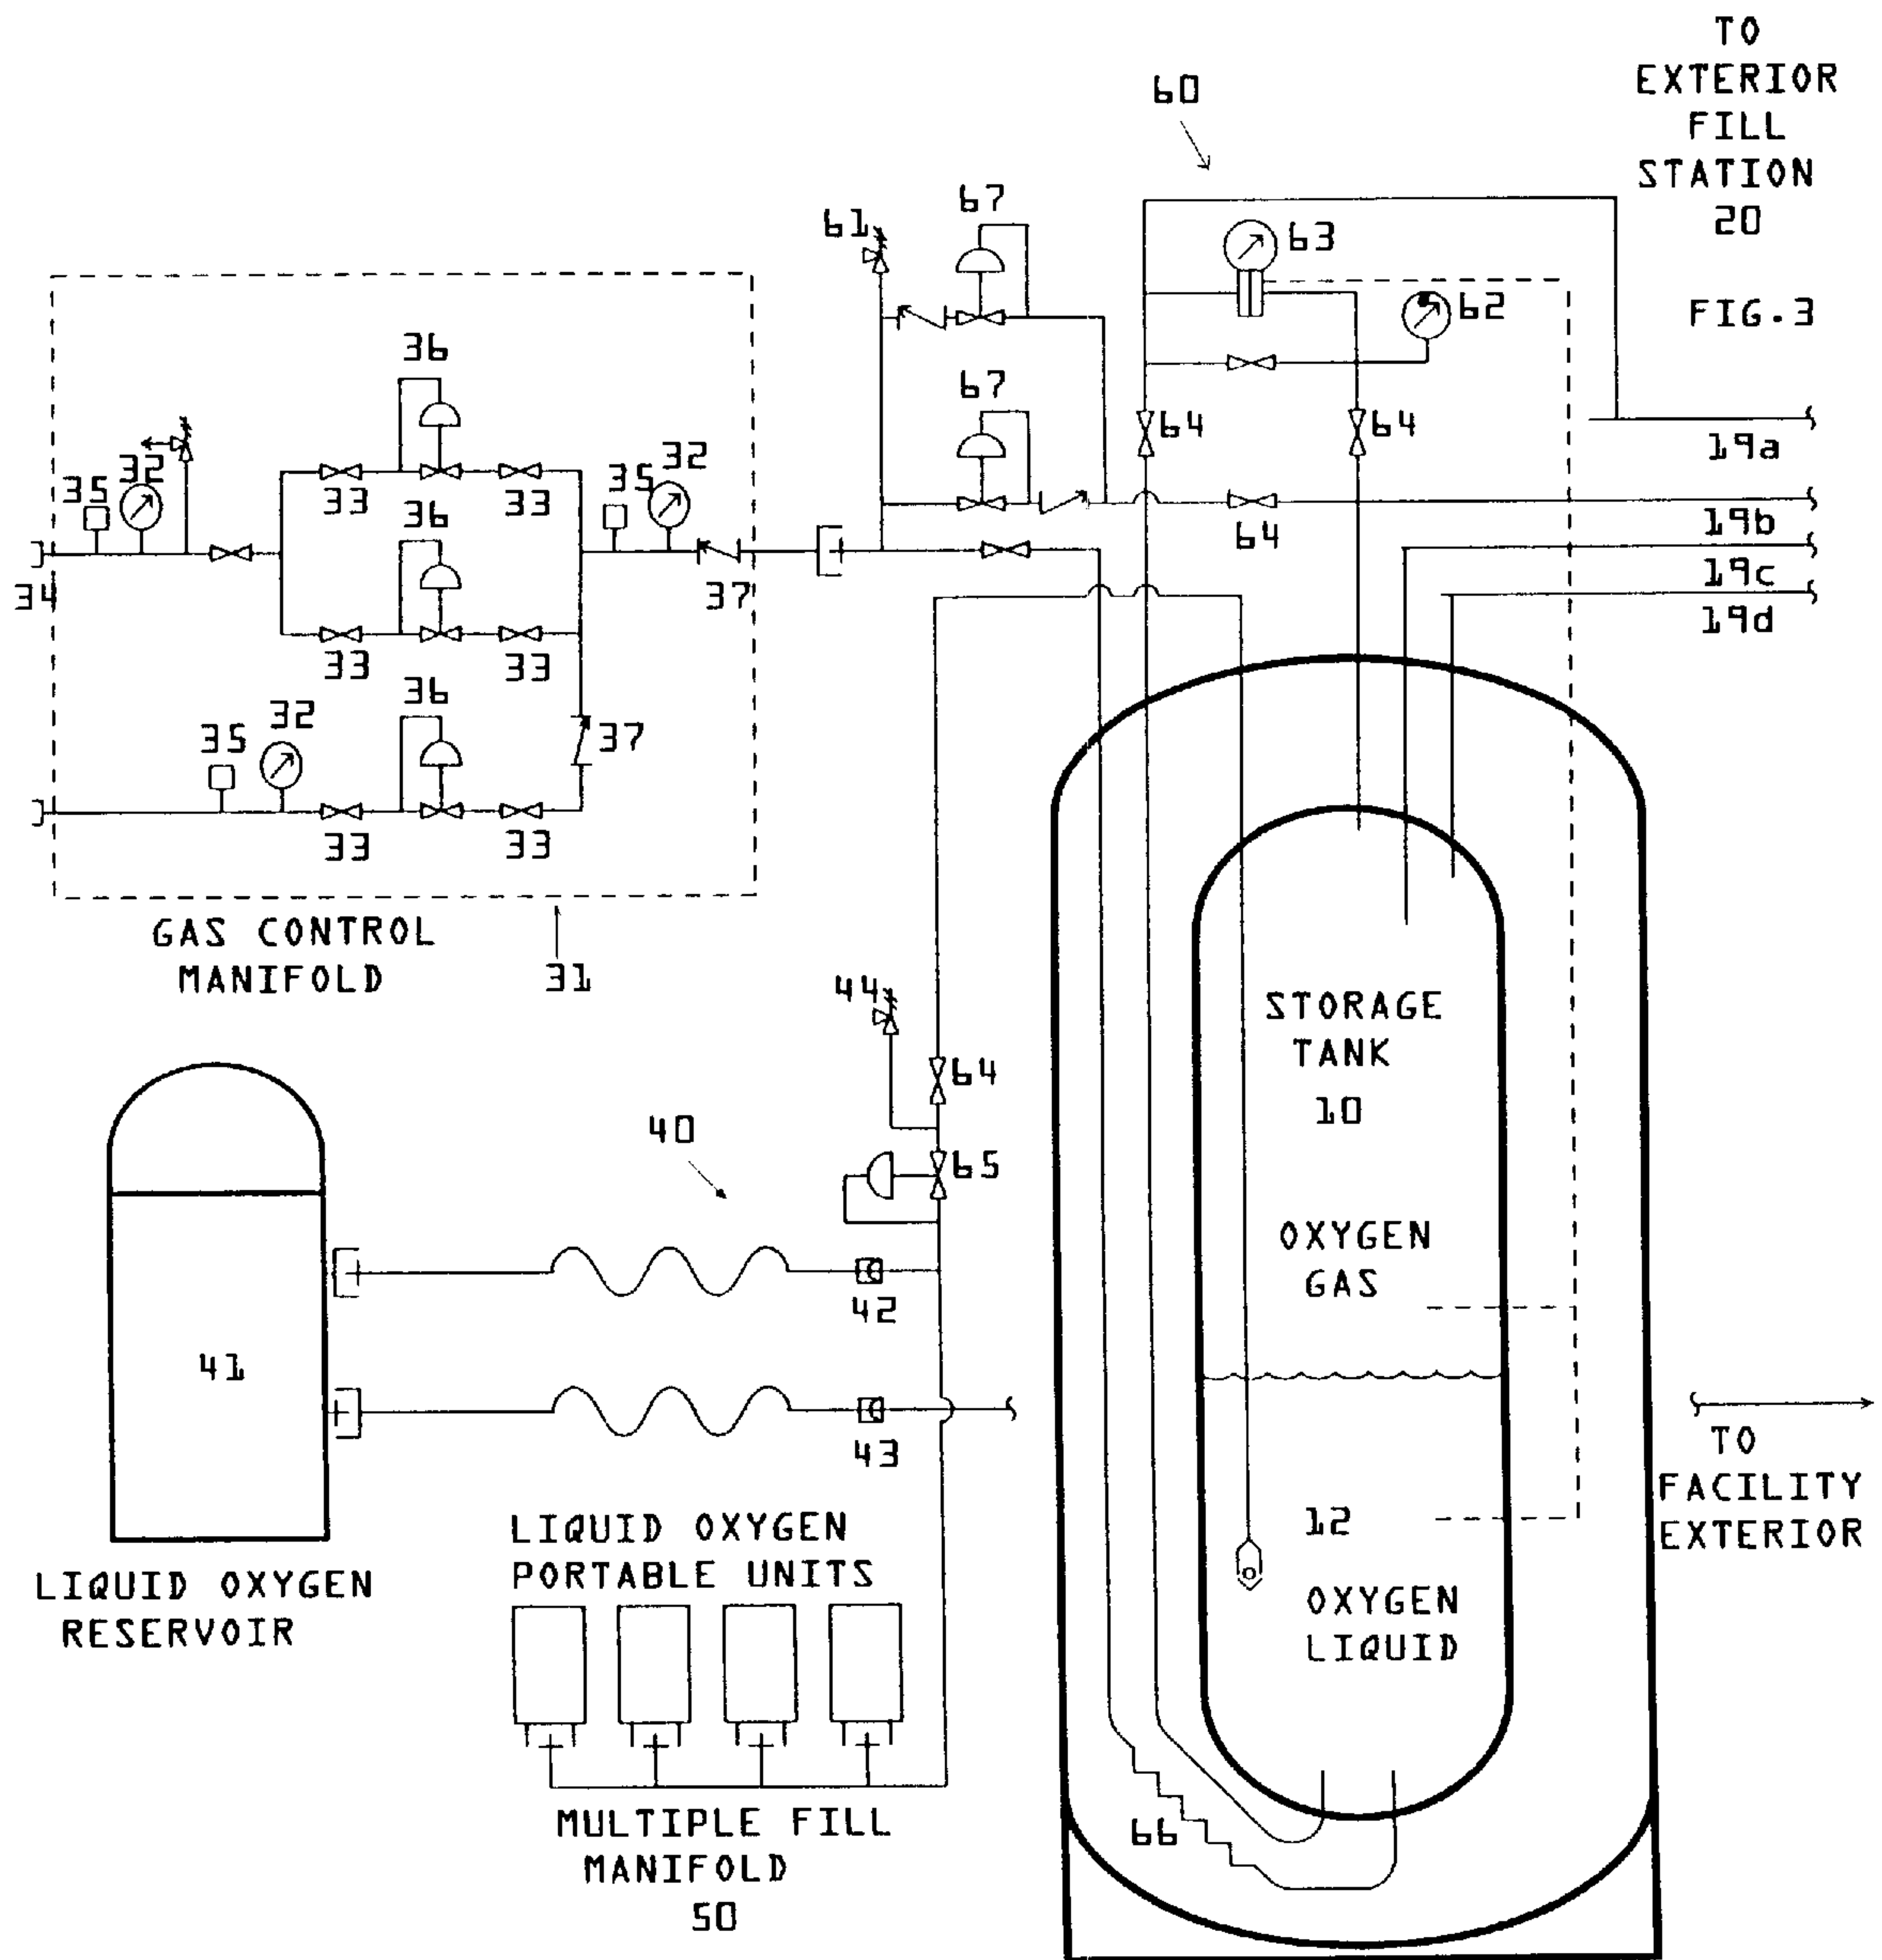 TO
EXTERIOR
FILL
STATION
20
FIG.3
60
61
67
63
62
67
64
64
19a
19b
64
19c
19d
36
32
35
33
33
35
32
36
34
37
33
33
36
32
35
37
33
33
GAS CONTROL
MANIFOLD
31
44
64
40
65
42
41
43
LIQUID OXYGEN
RESERVOIR
LIQUID OXYGEN
PORTABLE UNITS
MULTIPLE FILL
MANIFOLD
50
STORAGE
TANK
10
OXYGEN
GAS
12
OXYGEN
LIQUID
66
TO
FACILITY
EXTERIOR